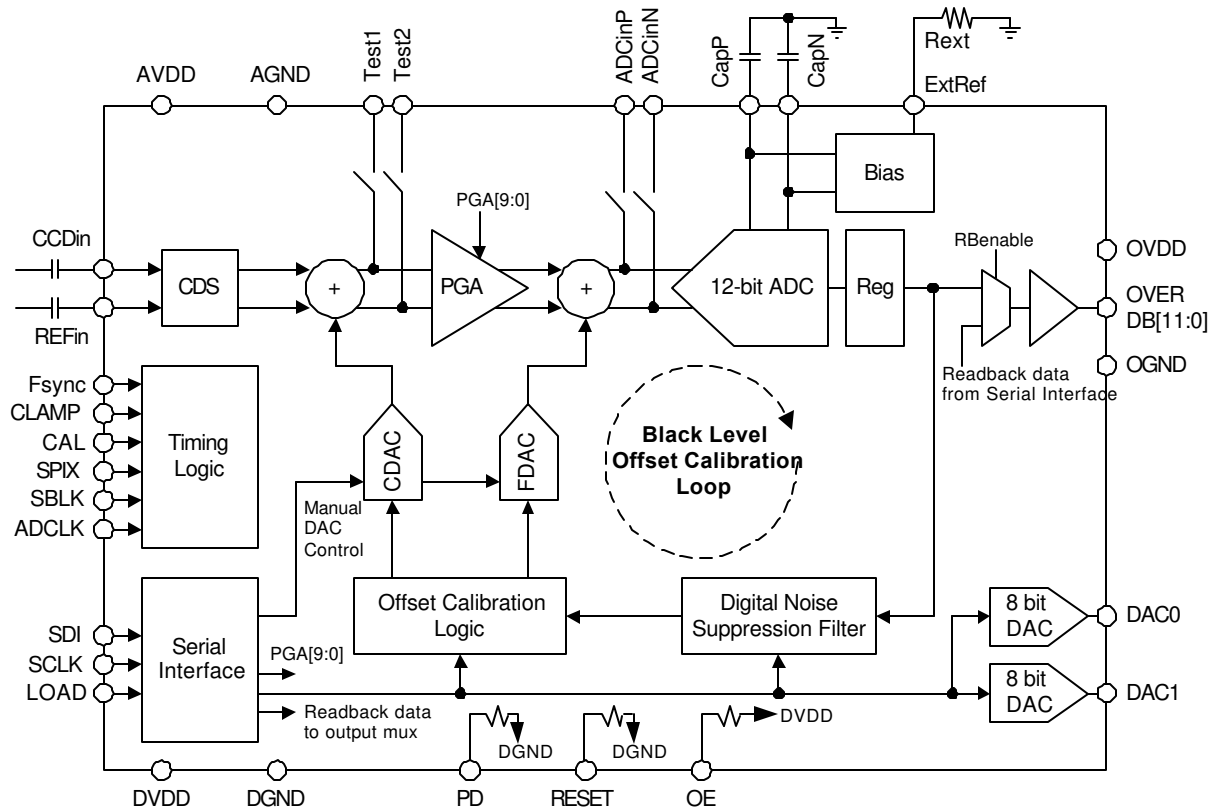 Test1
Test2
ADCinP
ADCinN
CapP
CapN
Rext
AVDD
AGND
ExtRef
Bias
PGA[9:0]
CCDin
REFin
CDS
+
PGA
+
12-bit ADC
Reg
RBenable
OVDD
OVER
DB[11:0]
OGND
Readback data
from Serial Interface
Fsync
CLAMP
CAL
SPIX
SBLK
ADCLK
Timing
Logic
CDAC
FDAC
Black Level
Offset Calibration
Loop
Manual
DAC
Control
SDI
SCLK
LOAD
Serial
Interface
Offset Calibration
Logic
Digital Noise
Suppression Filter
8 bit
DAC
DAC0
8 bit
DAC
DAC1
PGA[9:0]
Readback data
to output mux
DGND
DGND
DVDD
DVDD
DGND
PD
RESET
OE